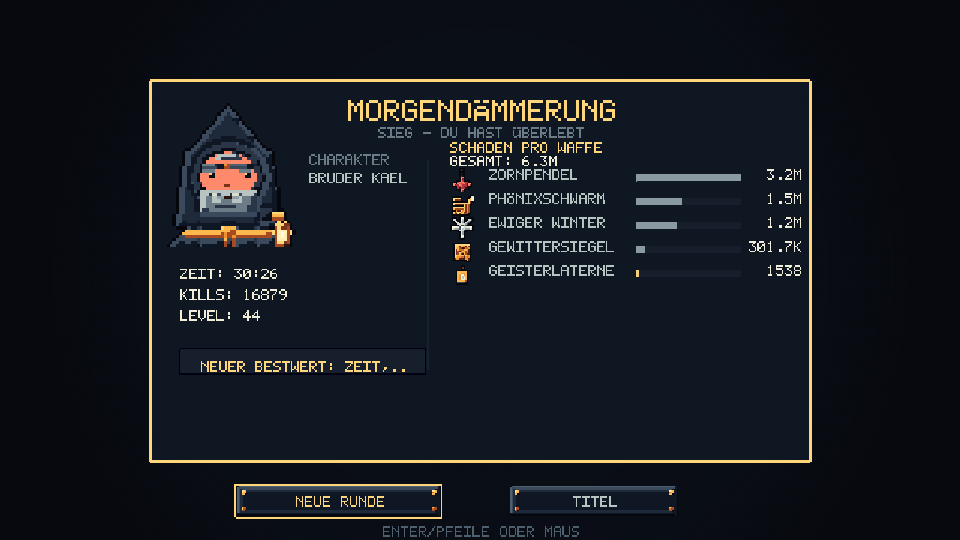 MORGENDäMMERUNG
SIEG - DU HAST üBERLEBT
CHARAKTER
BRUDER KAEL
ZEIT: 30:26
KILLS: 16879
LEVEL: 44
NEUER BESTWERT: ZEIT,..
SCHADEN PRO WAFFE
GESAMT: 6.3M
ZORNPENDEL 3.2M
PHöNIXSCHWARM 1.5M
EWIGER WINTER 1.2M
GEWITTERSIEGEL 301.7K
GEISTERLATERNE 1538
NEUE RUNDE
TITEL
ENTER/PFEILE ODER MAUS